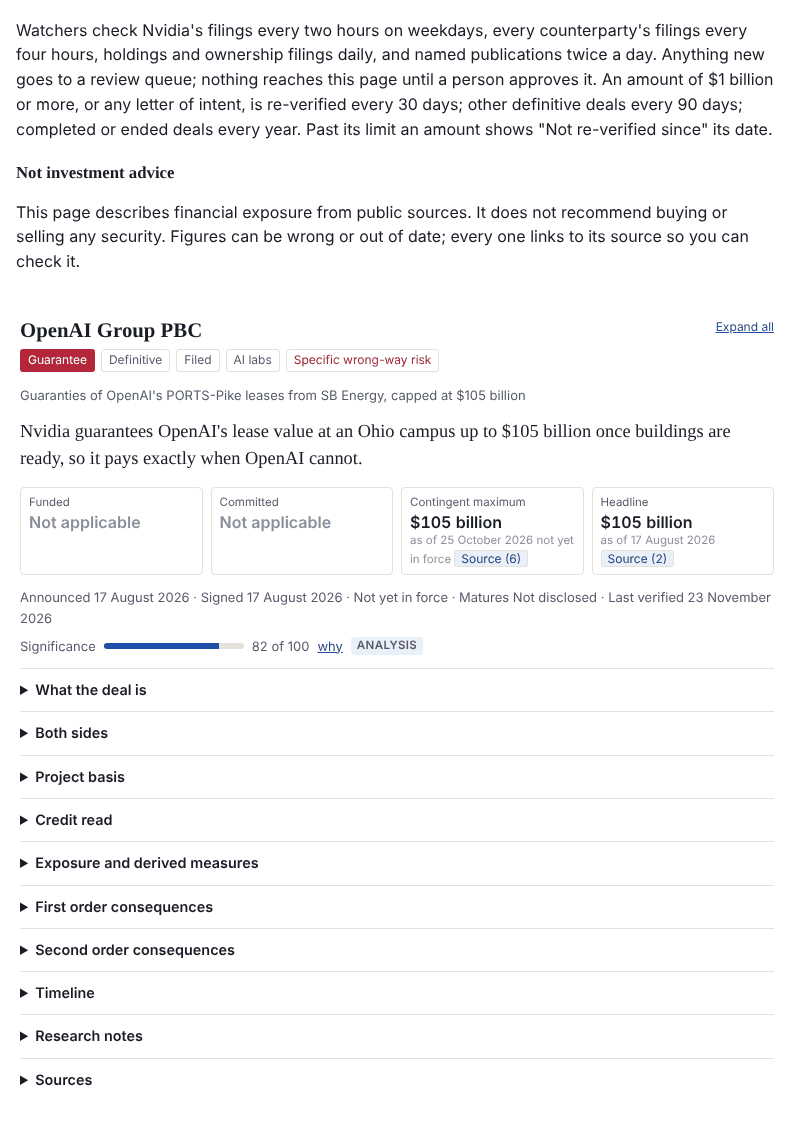 Watchers check Nvidia's filings every two hours on weekdays, every counterparty's filings every
four hours, holdings and ownership filings daily, and named publications twice a day. Anything new
goes to a review queue; nothing reaches this page until a person approves it. An amount of $1 billion
or more, or any letter of intent, is re-verified every 30 days; other definitive deals every 90 days;
completed or ended deals every year. Past its limit an amount shows "Not re-verified since" its date.
Not investment advice
This page describes financial exposure from public sources. It does not recommend buying or
selling any security. Figures can be wrong or out of date; every one links to its source so you can
check it.
OpenAI Group PBC
Expand all
Guarantee
Definitive
Filed
AI labs
Specific wrong-way risk
Guaranties of OpenAI's PORTS-Pike leases from SB Energy, capped at $105 billion
Nvidia guarantees OpenAI's lease value at an Ohio campus up to $105 billion once buildings are
ready, so it pays exactly when OpenAI cannot.
Funded
Not applicable
Committed
Not applicable
Contingent maximum
$105 billion
as of 25 October 2026 not yet
in force Source (6)
Headline
$105 billion
as of 17 August 2026
Source (2)
Announced 17 August 2026 · Signed 17 August 2026 · Not yet in force · Matures Not disclosed · Last verified 23 November
2026
Significance 82 of 100 why ANALYSIS
What the deal is
Both sides
Project basis
Credit read
Exposure and derived measures
First order consequences
Second order consequences
Timeline
Research notes
Sources